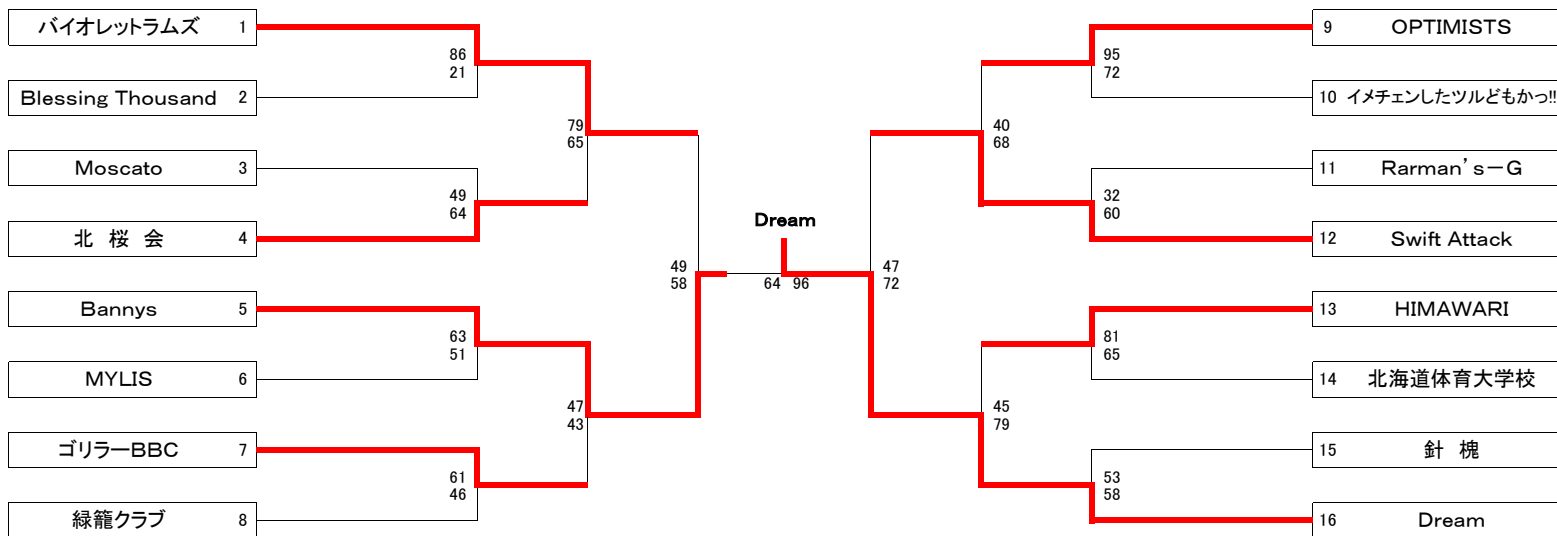 バイオレットラムズ 1
86
21
Blessing Thousand 2
79
65
Moscato 3
49
64
北 桜 会 4
49
58
Bannys 5
63
51
MYLIS 6
47
43
ゴリラーBBC 7
61
46
緑籠クラブ 8
Dream
64 96
9 OPTIMISTS
95
72
10 イメチェンしたツルどもかっ!!
40
68
11 Rarman's-G
32
60
12 Swift Attack
47
72
13 HIMAWARI
81
65
14 北海道体育大学校
45
79
15 針 槐
53
58
16 Dream